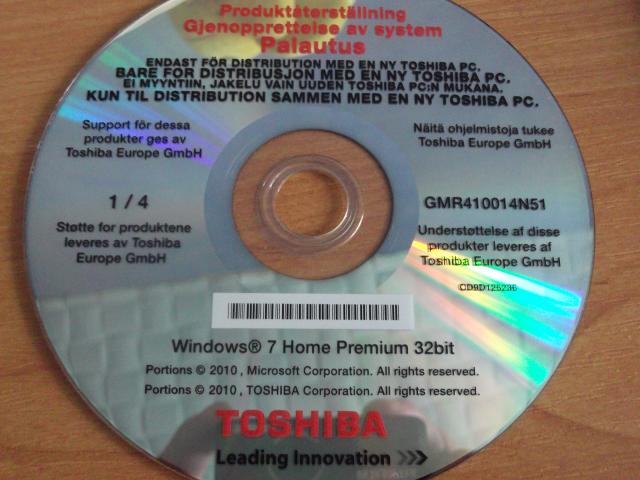 Produktåterställning
Gjenopprettelse av system
Palautus
ENDAST FÖR DISTRIBUTION MED EN NY TOSHIBA PC.
BARE FOR DISTRIBUSJON MED EN NY TOSHIBA PC.
EI MYYNTIIN, JAKELU VAIN UUDEN TOSHIBA PC:N MUKANA.
KUN TIL DISTRIBUTION SAMMEN MED EN NY TOSHIBA PC.
Support för dessa
produkter ges av
Toshiba Europe GmbH
Näitä ohjelmistoja tukee
Toshiba Europe GmbH
1 / 4
GMR410014N51
Støtte for produktene
leveres av Toshiba
Europe GmbH
Understøttelse af disse
produkter leveres af
Toshiba Europe GmbH
CD9D125236
Windows® 7 Home Premium 32bit
Portions © 2010 , Microsoft Corporation. All rights reserved.
Portions © 2010 , TOSHIBA Corporation. All rights reserved.
TOSHIBA
Leading Innovation >>>